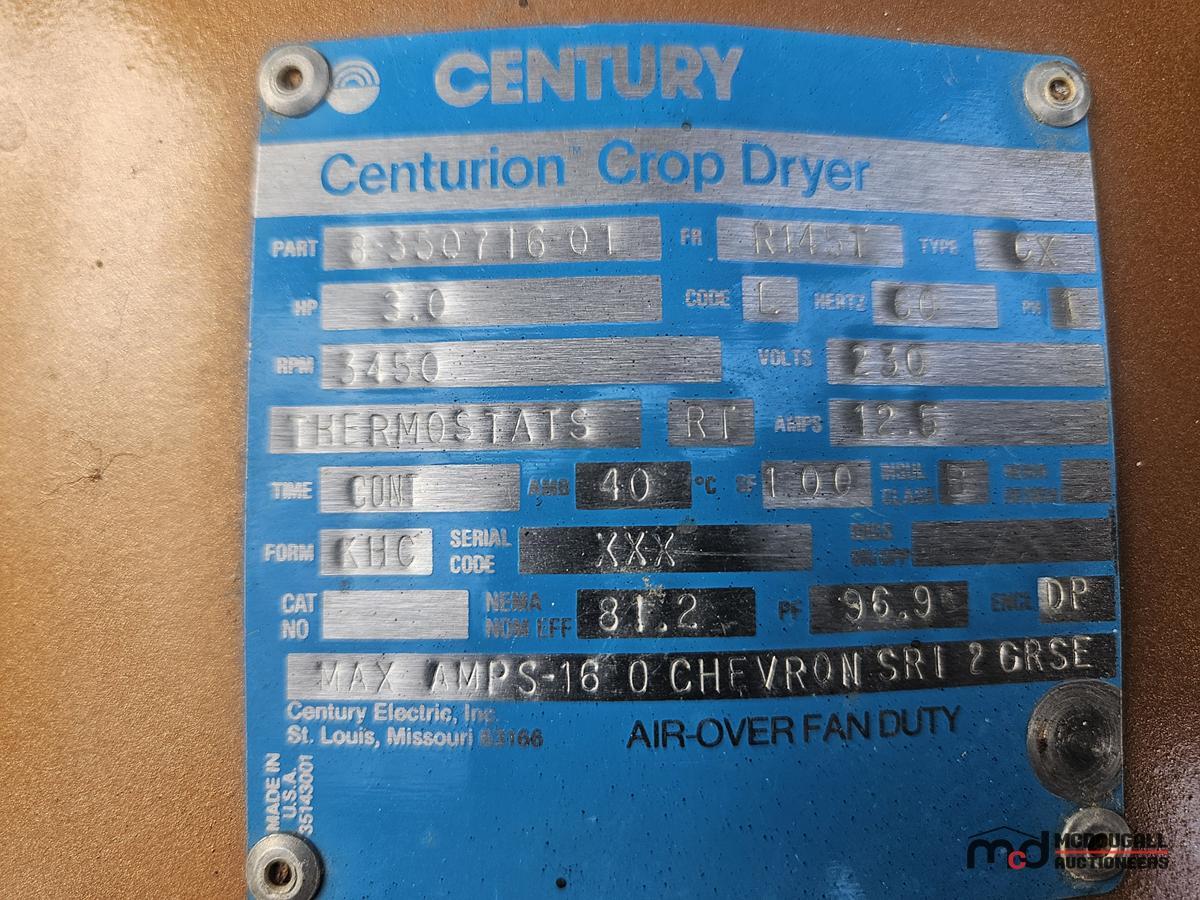 CENTURY
Centurion™ Crop Dryer
PART 8-350716-01 FR R145T TYPE CX
HP 3.0 CODE L HERTZ 60 PH 1
RPM 3450 VOLTS 230
THERMOSTATS RT AMPS 12.5
TIME CONT AMB 40 °C SF 1.00 INSUL CLASS
FORM KHC SERIAL CODE XXX
CAT NO NEMA NOM EFF 81.2 PF 96.9 ENCL DP
MAX AMPS-16 0 CHEVRON SRI 2 GRSE
Century Electric, Inc.
St. Louis, Missouri 63166
AIR-OVER FAN DUTY
MADE IN
U.S.A.
35143001
mcd MCDOUGALL
AUCTIONEERS